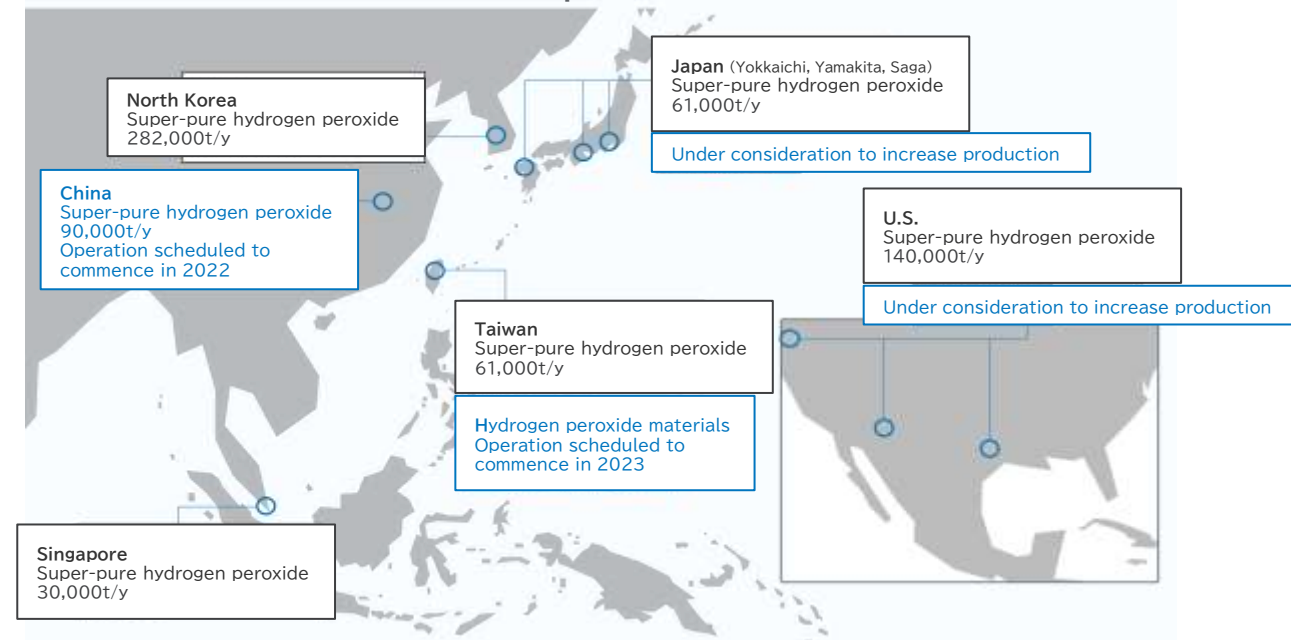 North Korea
Super-pure hydrogen peroxide
282,000t/y
Japan (Yokkaichi, Yamakita, Saga)
Super-pure hydrogen peroxide
61,000t/y
Under consideration to increase production
China
Super-pure hydrogen peroxide
90,000t/y
Operation scheduled to
commence in 2022
U.S.
Super-pure hydrogen peroxide
140,000t/y
Under consideration to increase production
Taiwan
Super-pure hydrogen peroxide
61,000t/y
Hydrogen peroxide materials
Operation scheduled to
commence in 2023
Singapore
Super-pure hydrogen peroxide
30,000t/y